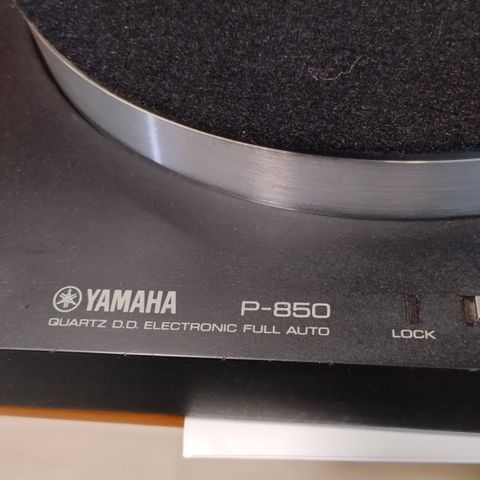 YAMAHA P-850
QUARTZ D.D. ELECTRONIC FULL AUTO
LOCK